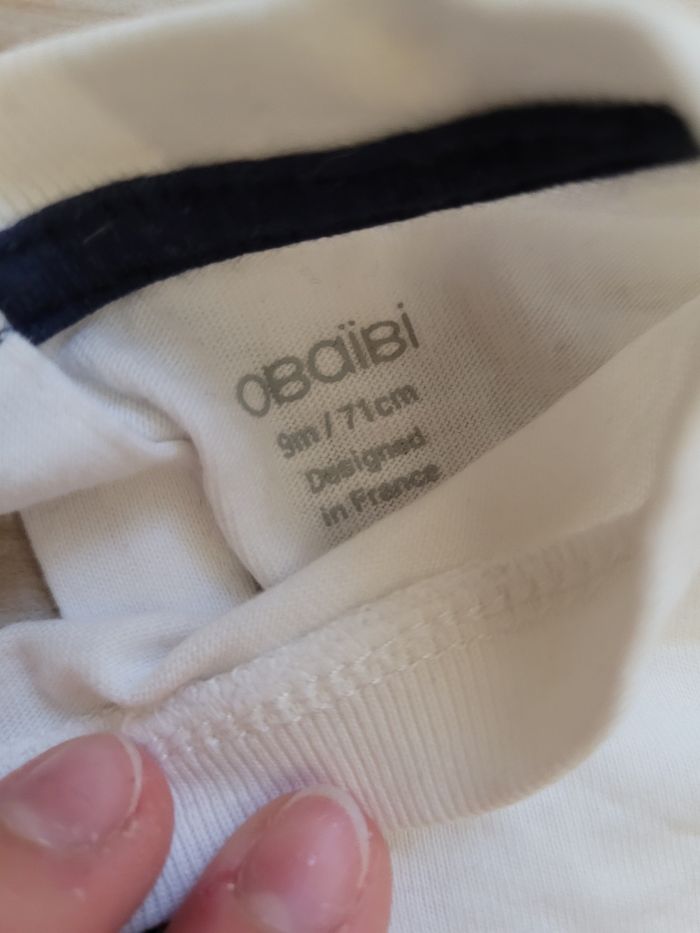 OBaïBi
9m / 71cm
Designed
in France